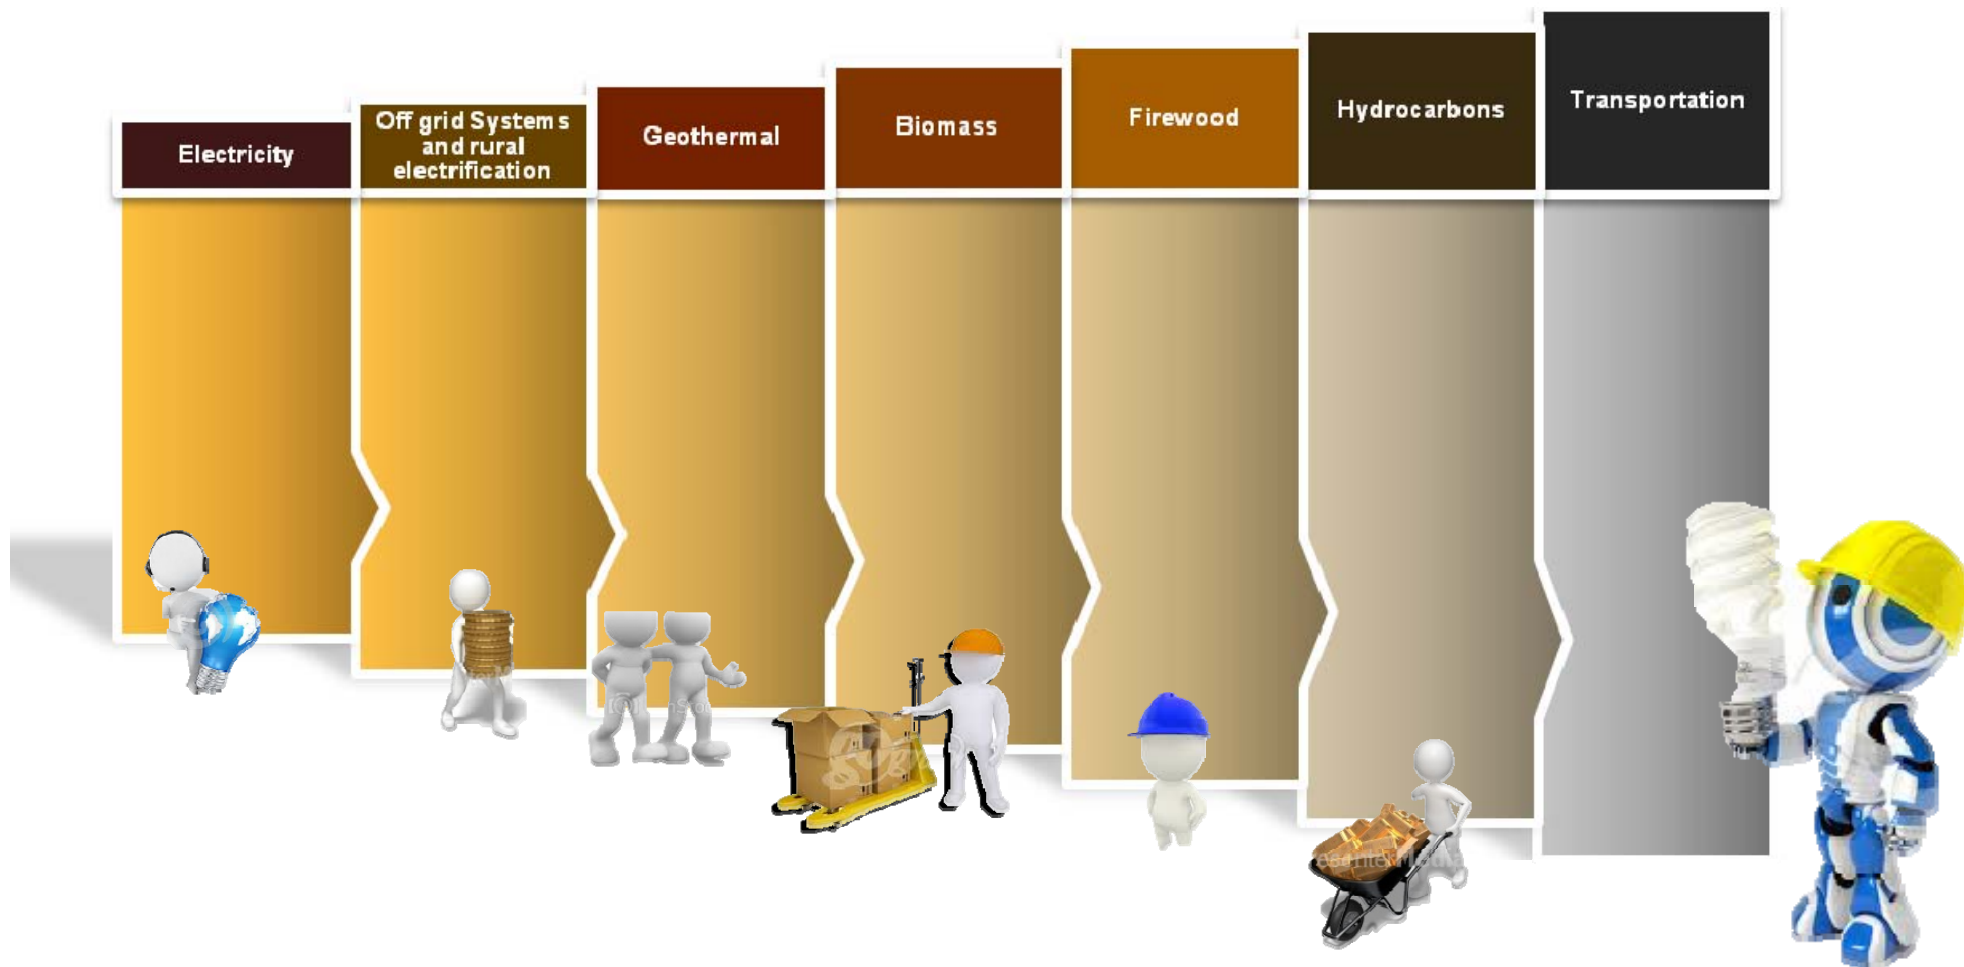 Electricity
Off grid Systems
and rural
electrification
Geothermal
Biomass
Firewood
Hydrocarbons
Transportation